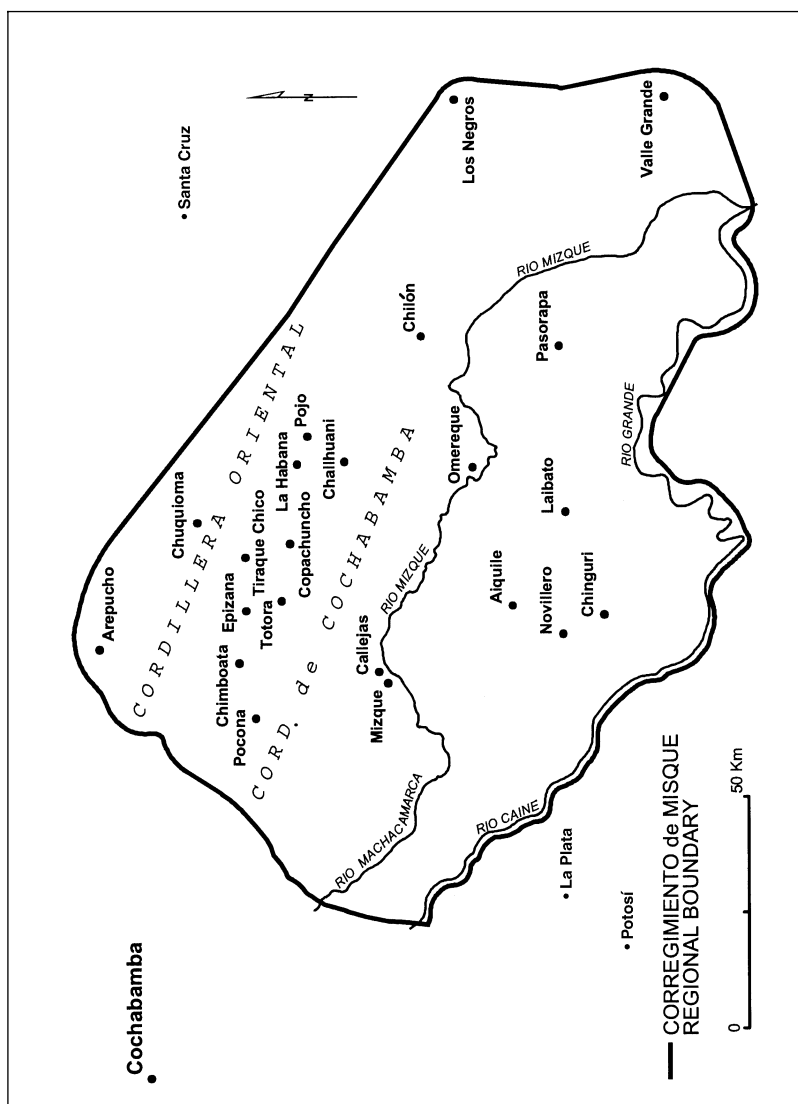 Santa Cruz
N
Cochabamba
Arepucho
Chuquioma
CORDILLERA ORIENTAL
Chimboata
Pocona
Epizana
Tiraque Chico
Totora
Copachuncho
La Habana
Pojo
Challhuani
CORD. de COCHABAMBA
Chilón
Los Negros
Valle Grande
Callejas
Mizque
RIO MIZQUE
RIO MIZQUE
Omereque
Pasorapa
Aiquile
Laibato
Novillero
Chinguri
RIO MACHACAMARCA
RIO CAINE
RIO GRANDE
La Plata
Potosí
CORREGIMIENTO de MISQUE
REGIONAL BOUNDARY
0
50 Km